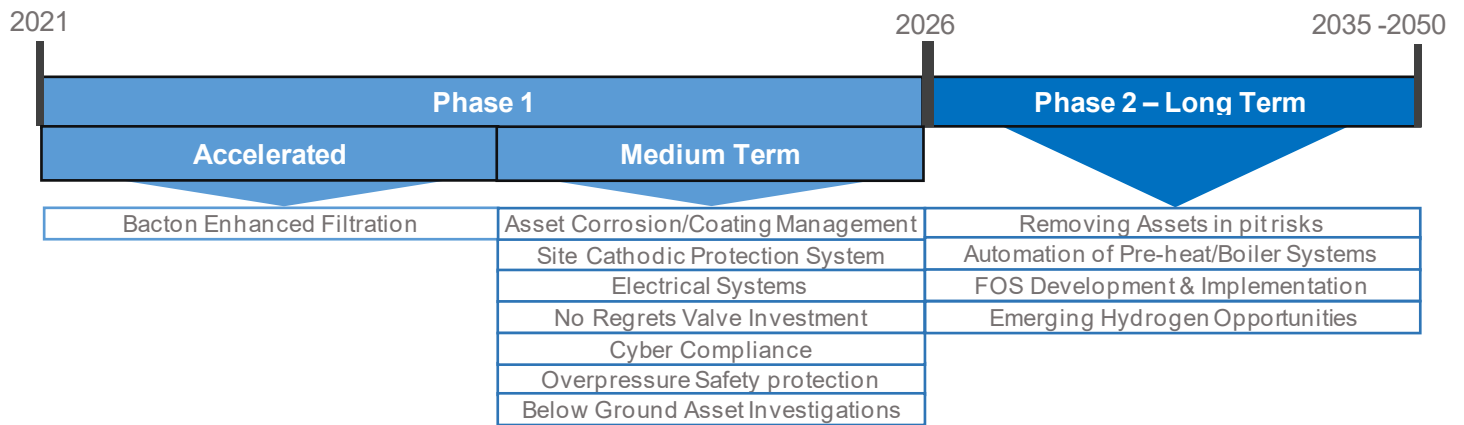 2021
2026
2035 -2050
Phase 1
Phase 2 – Long Term
Accelerated
Medium Term
Bacton Enhanced Filtration
Asset Corrosion/Coating Management
Site Cathodic Protection System
Electrical Systems
No Regrets Valve Investment
Cyber Compliance
Overpressure Safety protection
Below Ground Asset Investigations
Removing Assets in pit risks
Automation of Pre-heat/Boiler Systems
FOS Development & Implementation
Emerging Hydrogen Opportunities